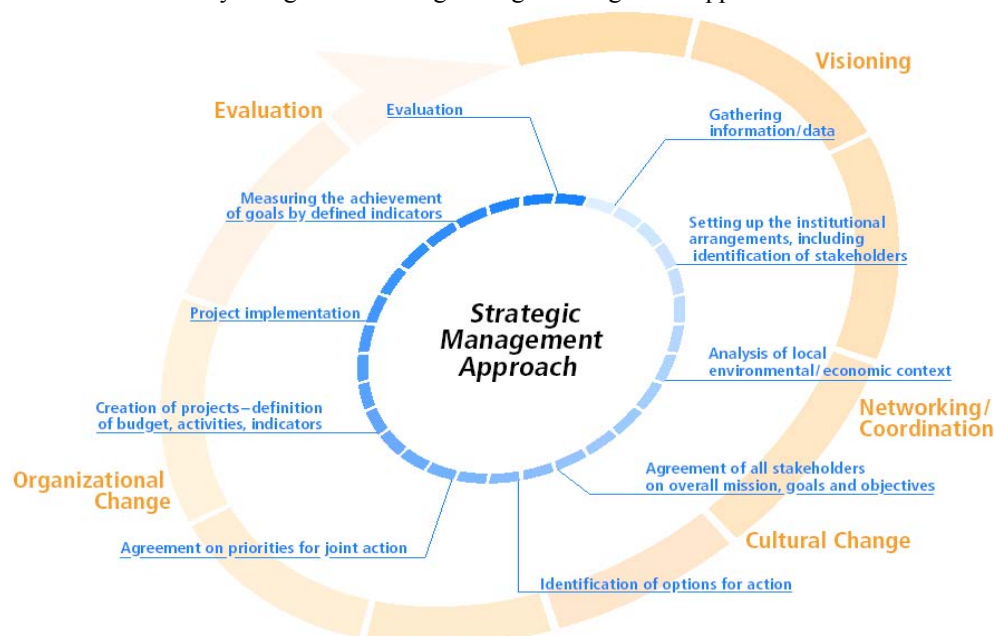 Visioning
Evaluation
Evaluation
Gathering
information/data
Measuring the achievement
of goals by defined indicators
Setting up the institutional
arrangements, including
identification of stakeholders
Project implementation
Strategic
Management
Approach
Analysis of local
environmental/economic context
Creation of projects–definition
of budget, activities, indicators
Networking/
Coordination
Agreement of all stakeholders
on overall mission, goals and objectives
Organizational
Change
Cultural Change
Agreement on priorities for joint action
Identification of options for action